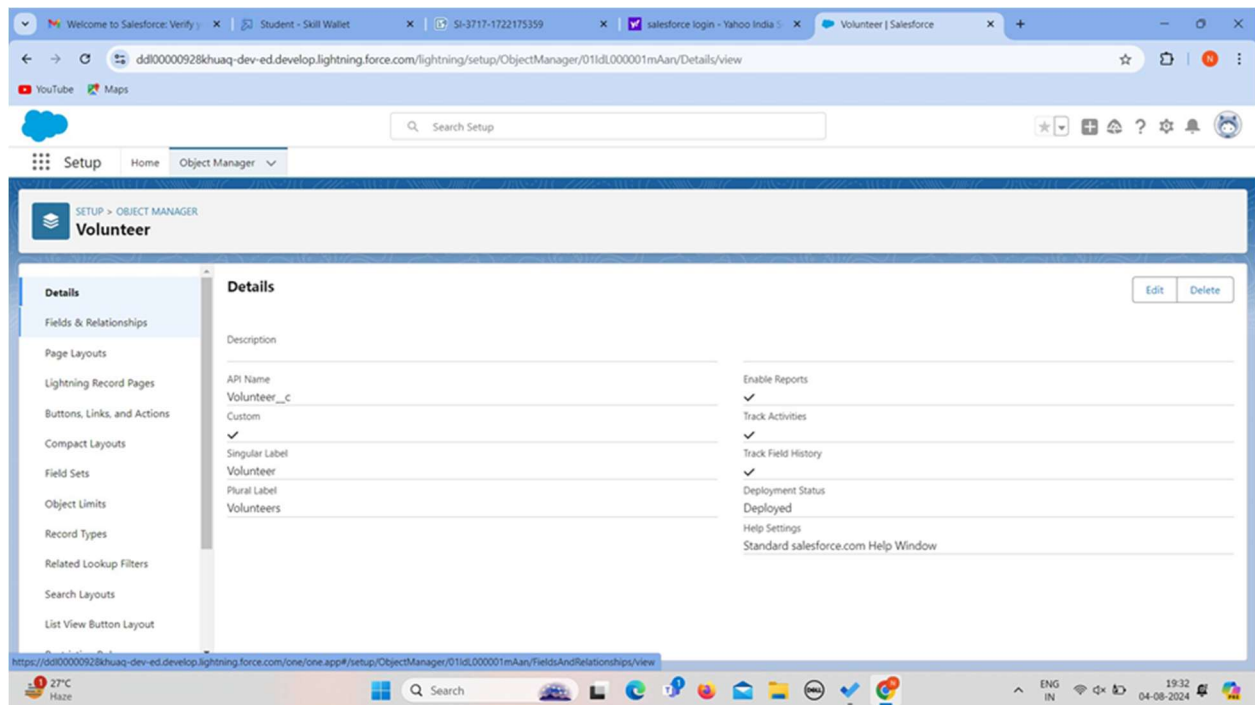 Welcome to Salesforce: Verify y
Student - Skill Wallet
SI-3717-1722175359
salesforce login - Yahoo India S
Volunteer | Salesforce
ddl00000928khuaq-dev-ed.develop.lightning.force.com/lightning/setup/ObjectManager/01IdL000001mAan/Details/view
N
YouTube
Maps
Search Setup
Setup
Home
Object Manager
SETUP > OBJECT MANAGER
Volunteer
Details
Fields & Relationships
Page Layouts
Lightning Record Pages
Buttons, Links, and Actions
Compact Layouts
Field Sets
Object Limits
Record Types
Related Lookup Filters
Search Layouts
List View Button Layout
Details
Edit
Delete
Description
API Name
Volunteer__c
Custom
Singular Label
Volunteer
Plural Label
Volunteers
Enable Reports
Track Activities
Track Field History
Deployment Status
Deployed
Help Settings
Standard salesforce.com Help Window
https://ddl00000928khuaq-dev-ed.develop.lightning.force.com/one/one.app#/setup/ObjectManager/01IdL000001mAan/FieldsAndRelationships/view
1
27°C
Haze
Search
1
DELL
ENG
IN
19:32
04-08-2024